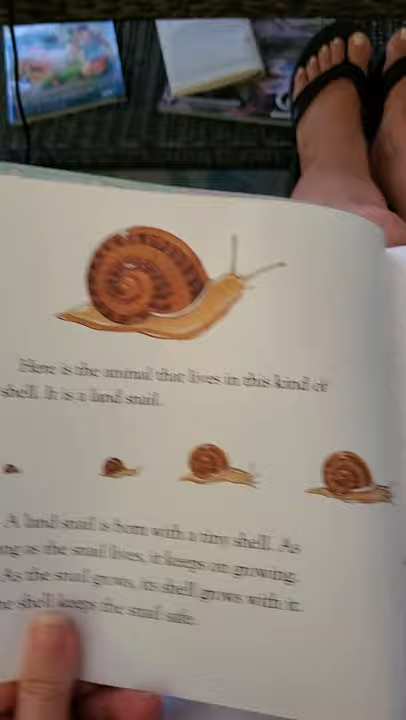 Here is the animal that lives in this kind of
shell. It is a land snail.
A land snail is born with a tiny shell. As
ng as the snail lives, it keeps on growing.
As the snail grows, its shell grows with it.
he shell keeps the snail safe.